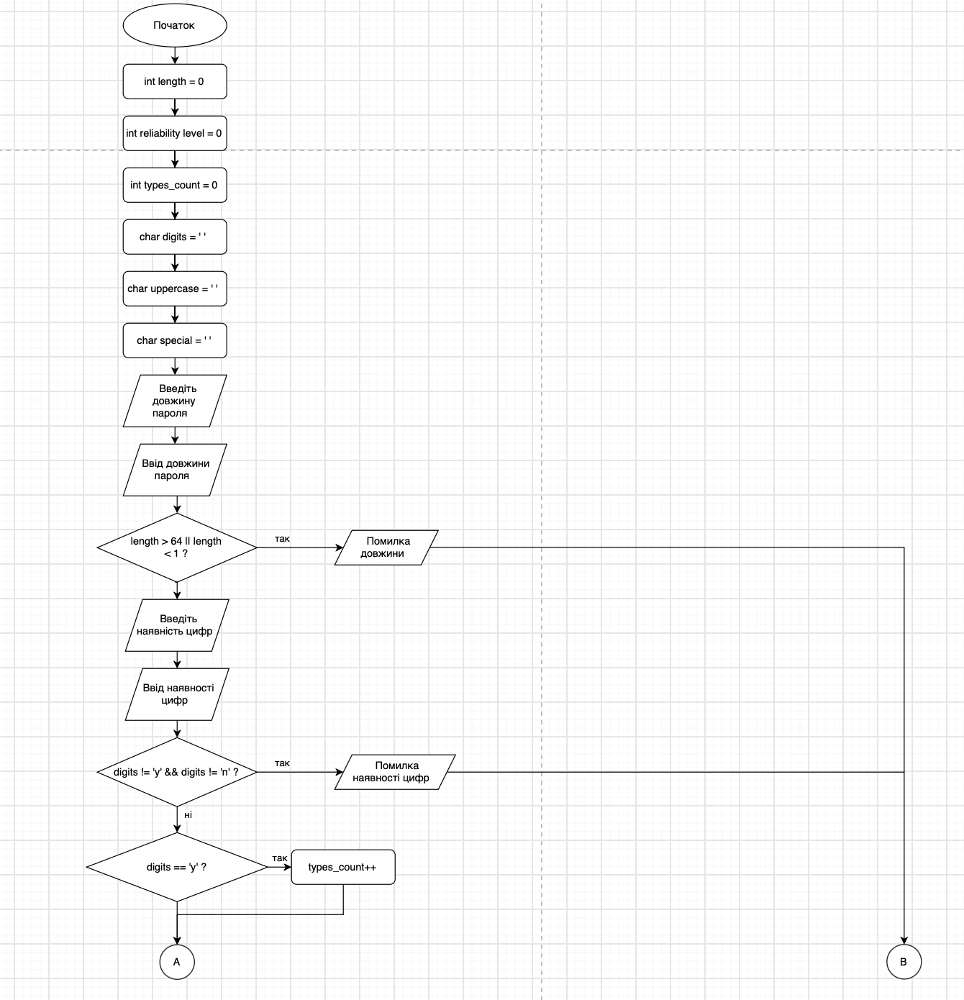 Початок
int length = 0
int reliability level = 0
int types_count = 0
char digits = ' '
char uppercase = ' '
char special = ' '
Введіть
довжину
пароля
Ввід довжини
пароля
length > 64 || length
< 1 ?
так
Помилка
довжини
Введіть
наявність цифр
Ввід наявності
цифр
digits != 'y' && digits != 'n' ?
так
Помилка
наявності цифр
ні
digits == 'y' ?
так
types_count++
A
B